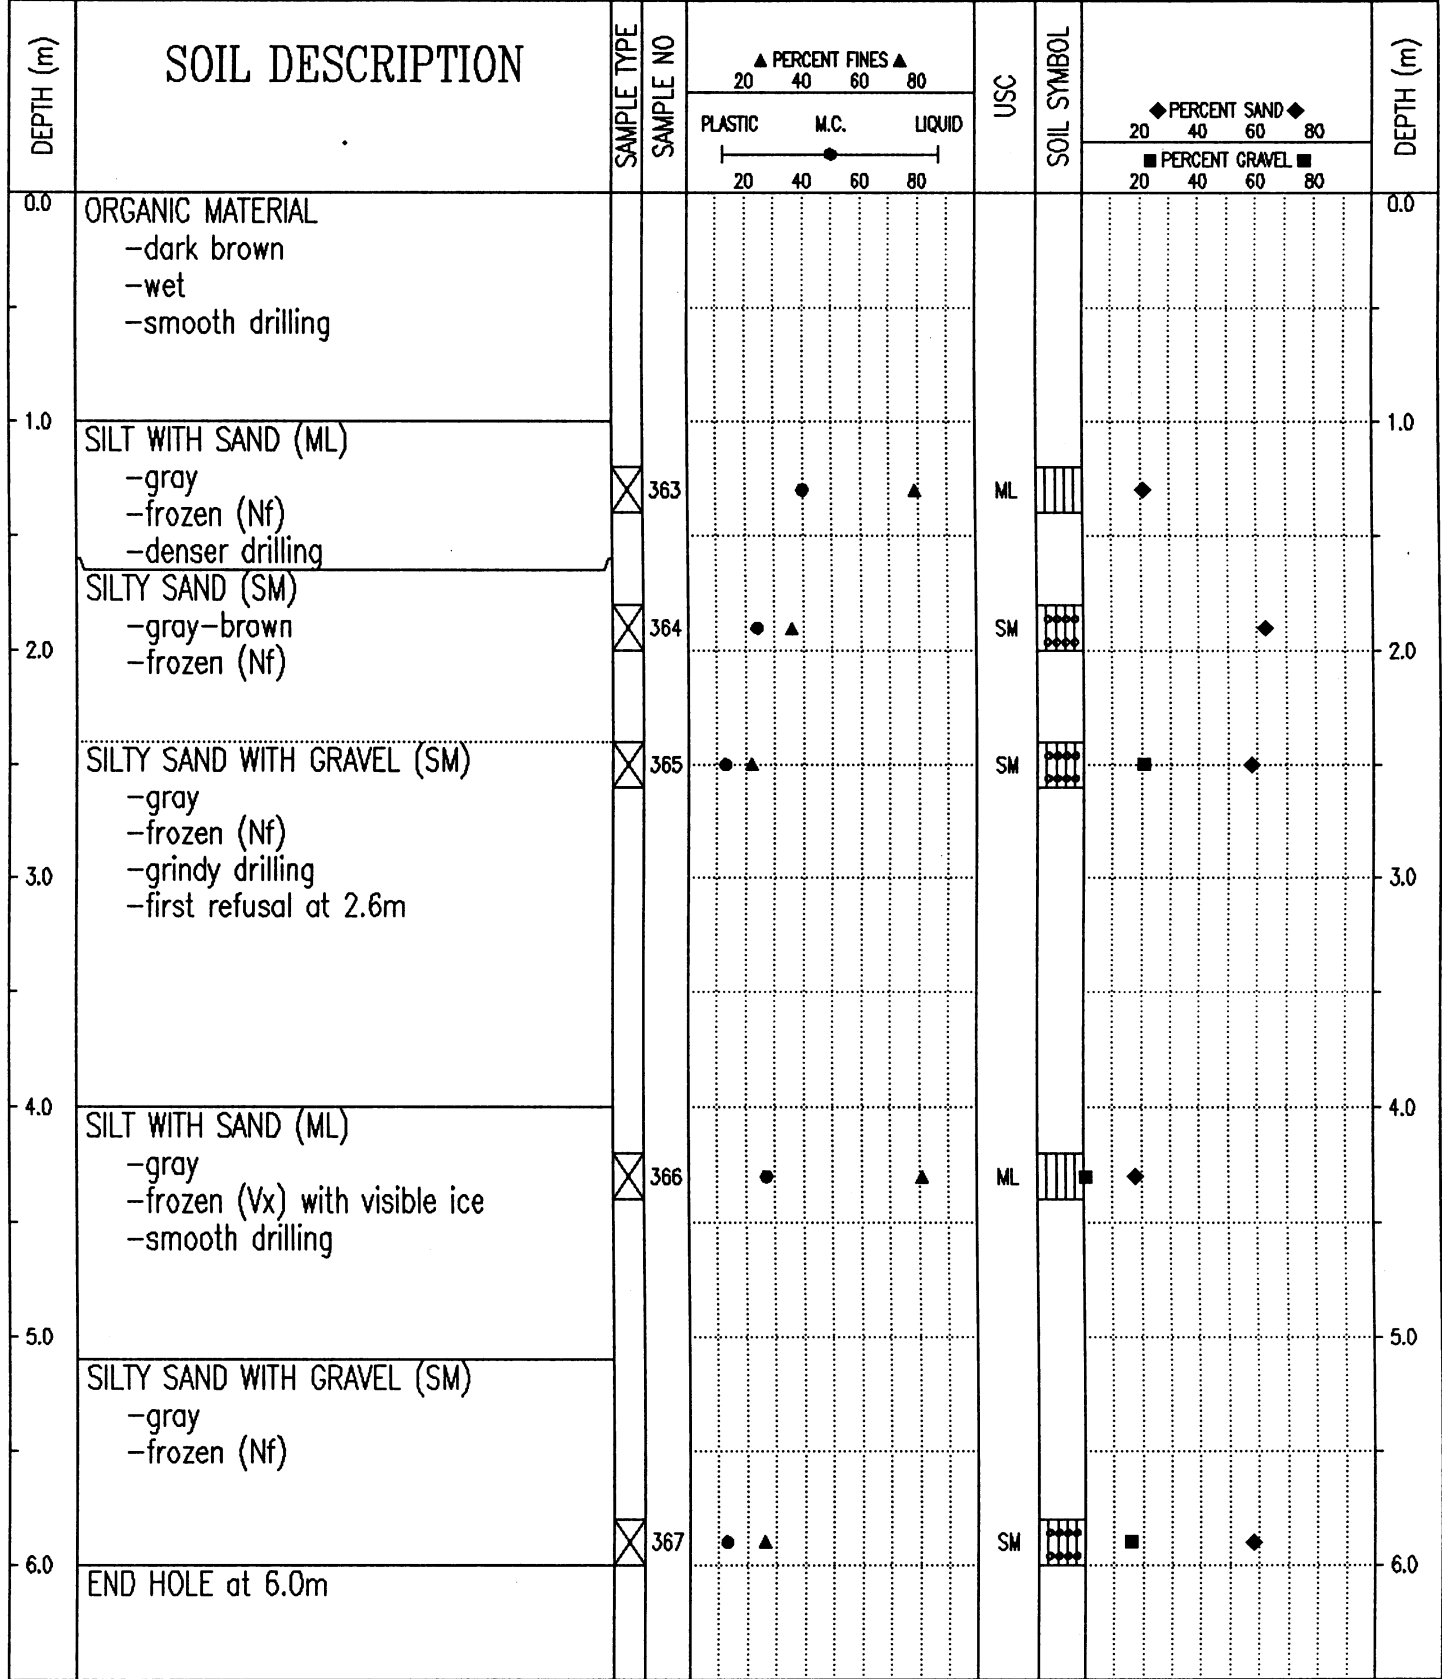 DEPTH (m)
SOIL DESCRIPTION
SAMPLE TYPE
SAMPLE NO
▲ PERCENT FINES ▲
20 40 60 80
PLASTIC M.C. LIQUID
20 40 60 80
USC
SOIL SYMBOL
◆ PERCENT SAND ◆
20 40 60 80
■ PERCENT GRAVEL ■
20 40 60 80
DEPTH (m)
0.0 ORGANIC MATERIAL 0.0
-dark brown
-wet
-smooth drilling
1.0 1.0
SILT WITH SAND (ML)
-gray
363 ML
-frozen (Nf)
-denser drilling
SILTY SAND (SM)
-gray-brown 364 SM
2.0 2.0
-frozen (Nf)
SILTY SAND WITH GRAVEL (SM) 365 SM
-gray
-frozen (Nf)
-grindy drilling
3.0 3.0
-first refusal at 2.6m
4.0 4.0
SILT WITH SAND (ML)
-gray 366 ML
-frozen (Vx) with visible ice
-smooth drilling
5.0 5.0
SILTY SAND WITH GRAVEL (SM)
-gray
-frozen (Nf)
367 SM
6.0 6.0
END HOLE at 6.0m